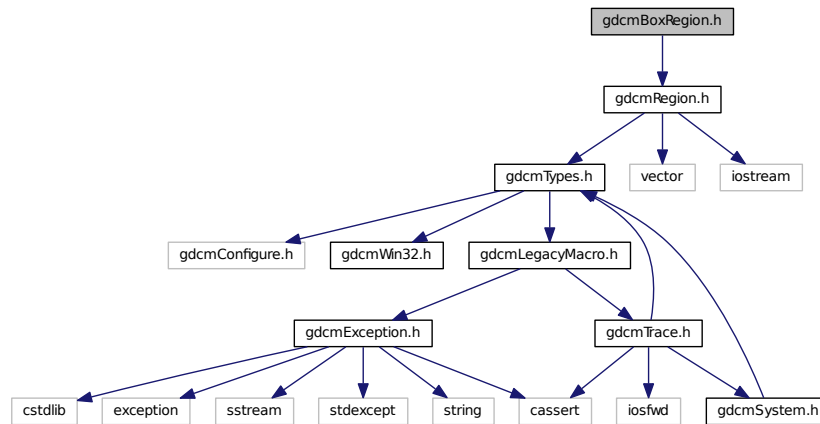 gdcmBoxRegion.h
gdcmRegion.h
gdcmTypes.h
vector
iostream
gdcmConfigure.h
gdcmWin32.h
gdcmLegacyMacro.h
gdcmException.h
gdcmTrace.h
cstdlib
exception
sstream
stdexcept
string
cassert
iosfwd
gdcmSystem.h